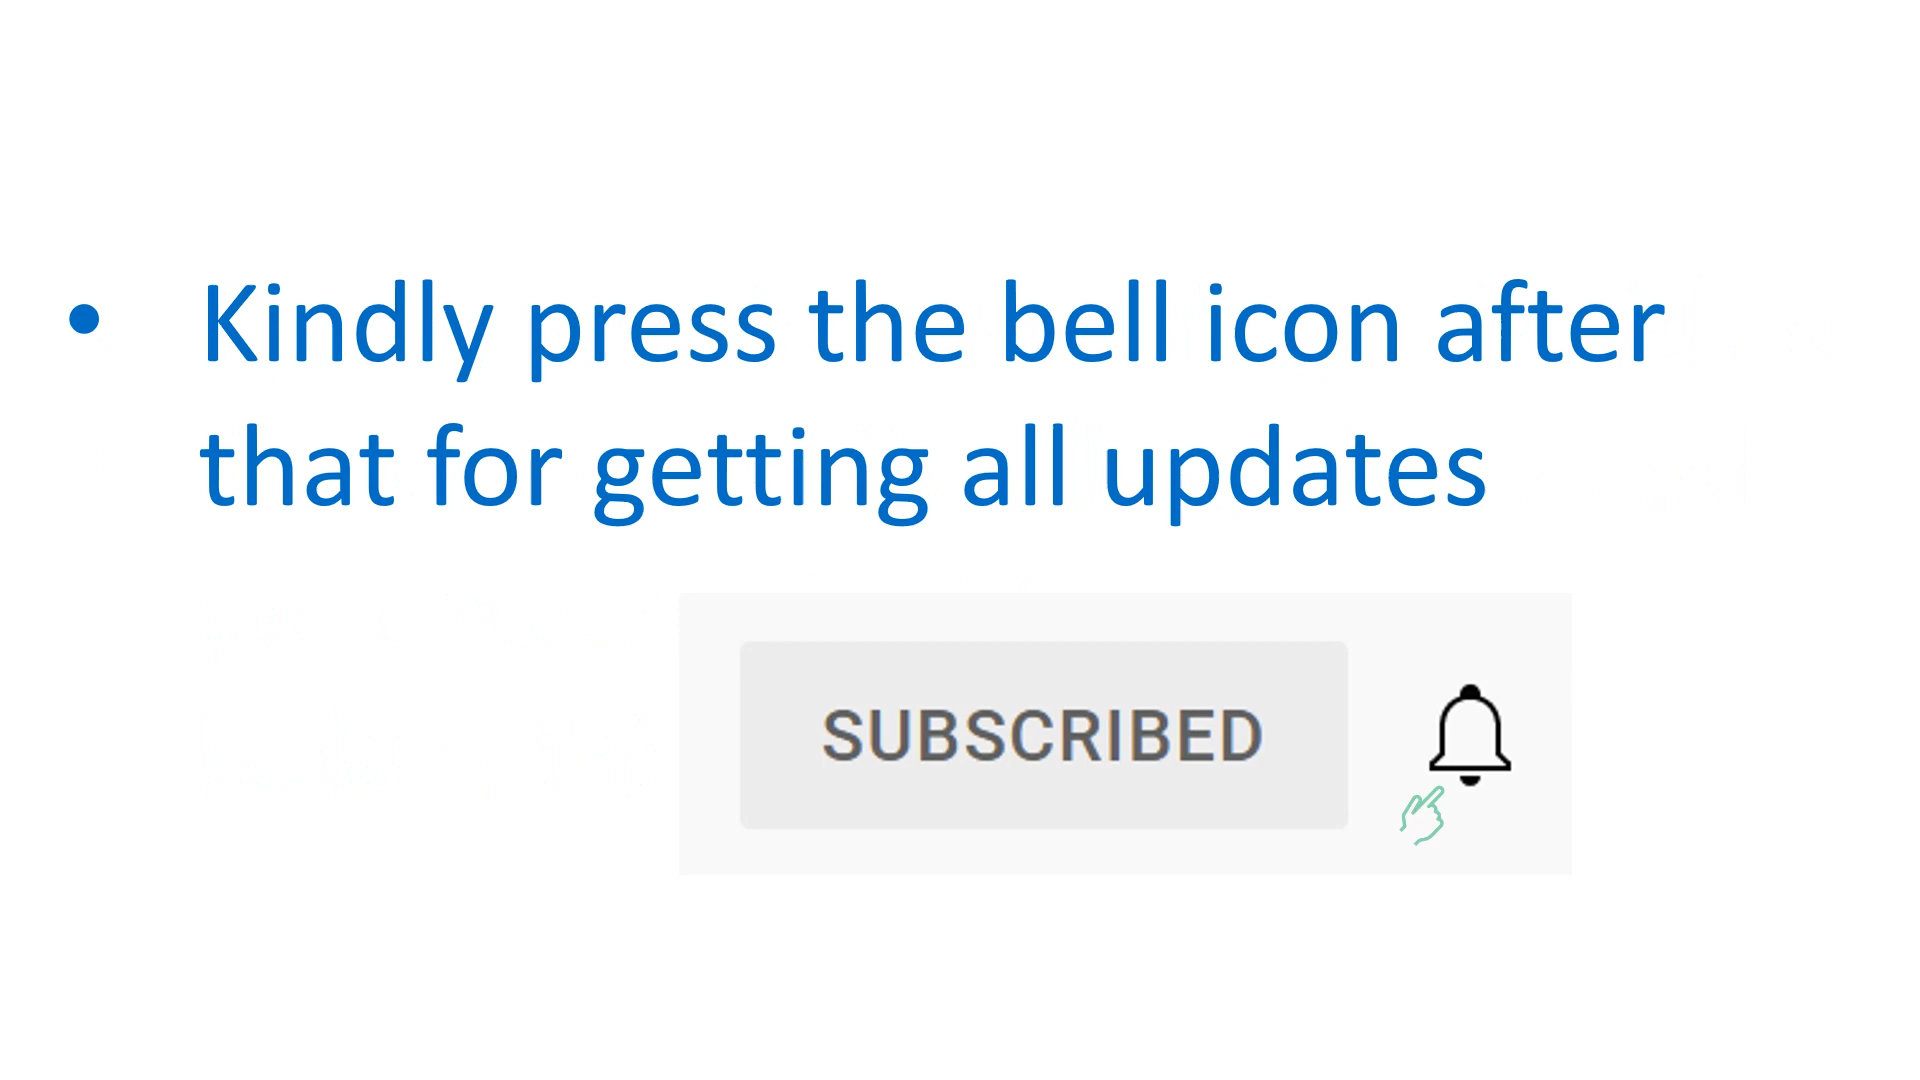 • Kindly press the bell icon after
that for getting all updates
SUBSCRIBED